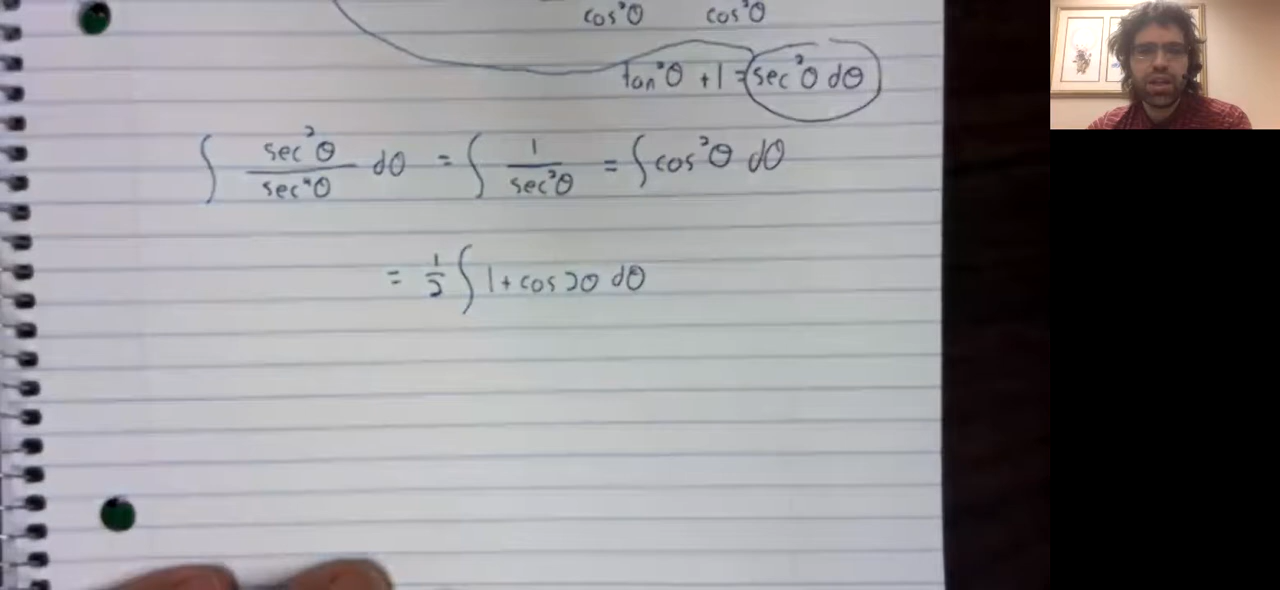 cos²θ cos²θ
tan²θ + 1 = sec²θ dθ
∫ sec²θ / sec⁴θ dθ = ∫ 1 / sec²θ = ∫ cos²θ dθ
= 1/2 ∫ 1 + cos 2θ dθ